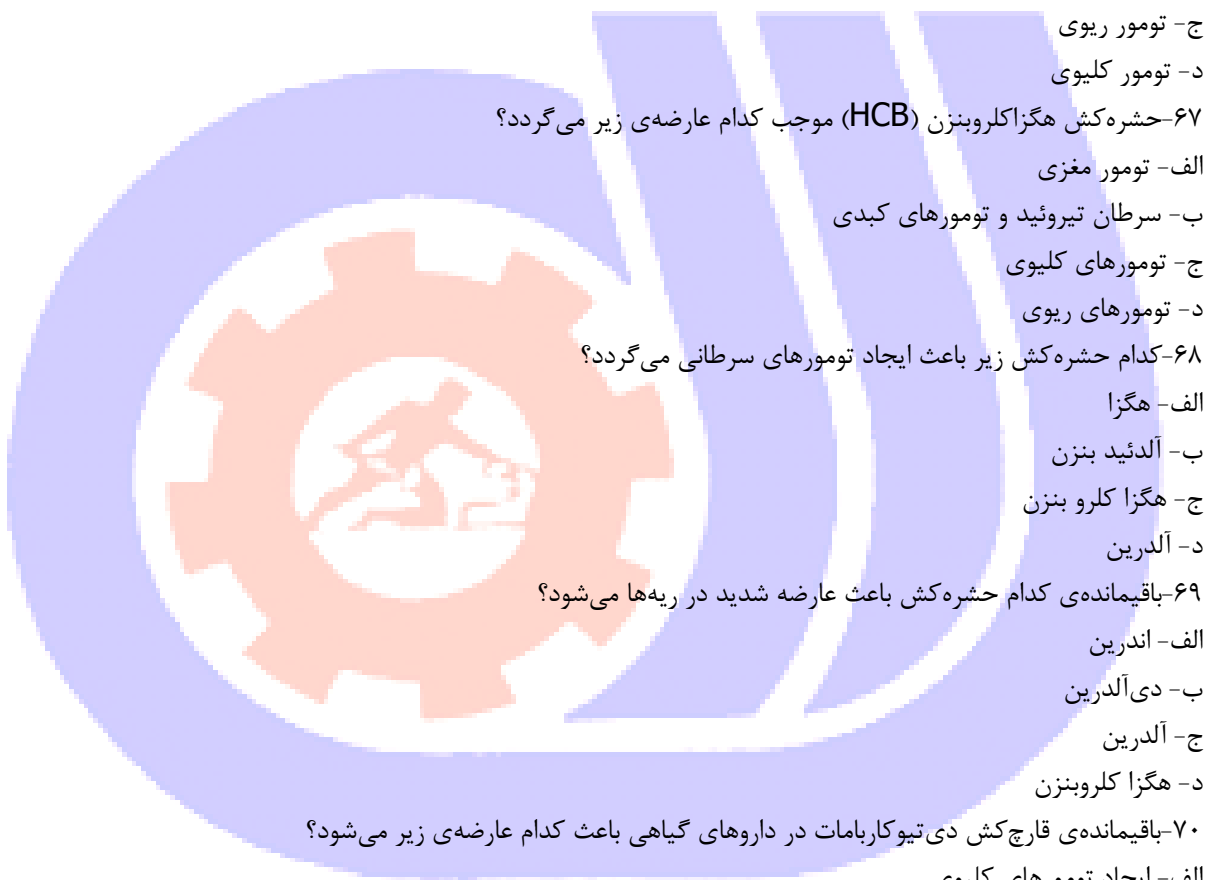 ج- تومور ریوی
د- تومور کلیوی
۶۷-حشره‌کش هگزاکلروبنزن (HCB) موجب کدام عارضه‌ی زیر می‌گردد؟
الف- تومور مغزی
ب- سرطان تیروئید و تومورهای کبدی
ج- تومورهای کلیوی
د- تومورهای ریوی
۶۸-کدام حشره‌کش زیر باعث ایجاد تومورهای سرطانی می‌گردد؟
الف- هگزا
ب- آلدئید بنزن
ج- هگزا کلرو بنزن
د- آلدرین
۶۹-باقیمانده‌ی کدام حشره‌کش باعث عارضه شدید در ریه‌ها می‌شود؟
الف- اندرین
ب- دی‌آلدرین
ج- آلدرین
د- هگزا کلروبنزن
۷۰-باقیمانده‌ی قارچ‌کش دی‌تیوکاربامات در داروهای گیاهی باعث کدام عارضه‌ی زیر می‌شود؟
الف- ایجاد تومورهای کلیوی